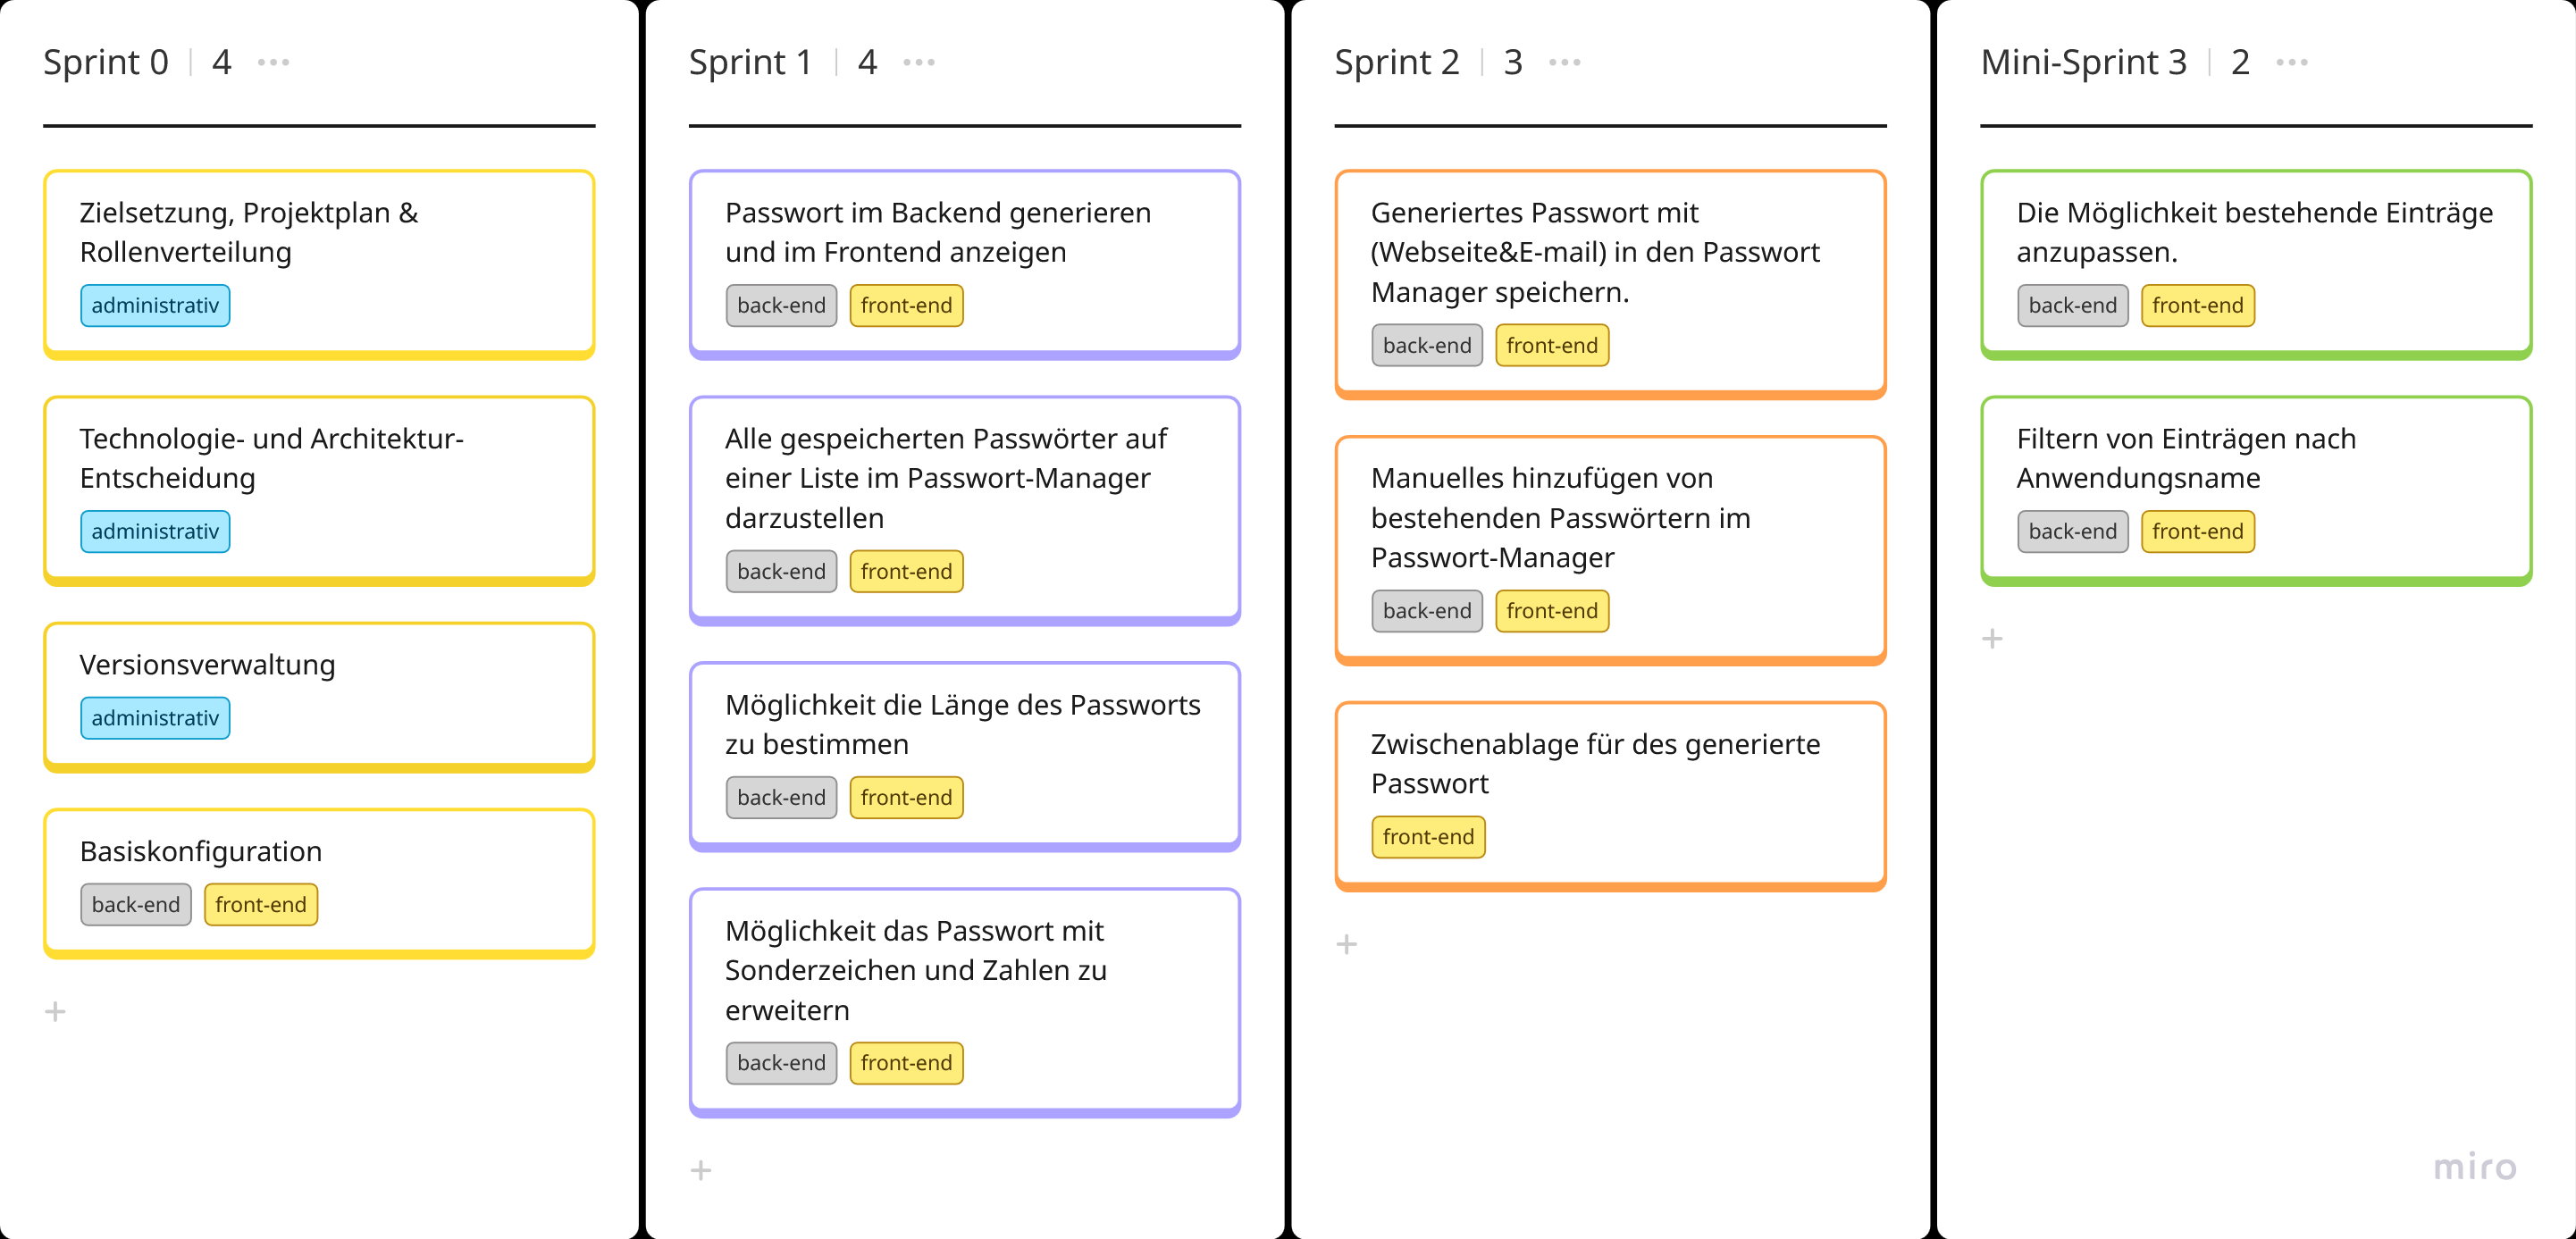 Sprint 0 | 4 •••
Zielsetzung, Projektplan &
Rollenverteilung
administrativ
Technologie- und Architektur-
Entscheidung
administrativ
Versionsverwaltung
administrativ
Basiskonfiguration
back-end front-end
+
Sprint 1 | 4 •••
Passwort im Backend generieren
und im Frontend anzeigen
back-end front-end
Alle gespeicherten Passwörter auf
einer Liste im Passwort-Manager
darzustellen
back-end front-end
Möglichkeit die Länge des Passworts
zu bestimmen
back-end front-end
Möglichkeit das Passwort mit
Sonderzeichen und Zahlen zu
erweitern
back-end front-end
+
Sprint 2 | 3 •••
Generiertes Passwort mit
(Webseite&E-mail) in den Passwort
Manager speichern.
back-end front-end
Manuelles hinzufügen von
bestehenden Passwörtern im
Passwort-Manager
back-end front-end
Zwischenablage für des generierte
Passwort
front-end
+
Mini-Sprint 3 | 2 •••
Die Möglichkeit bestehende Einträge
anzupassen.
back-end front-end
Filtern von Einträgen nach
Anwendungsname
back-end front-end
+
miro